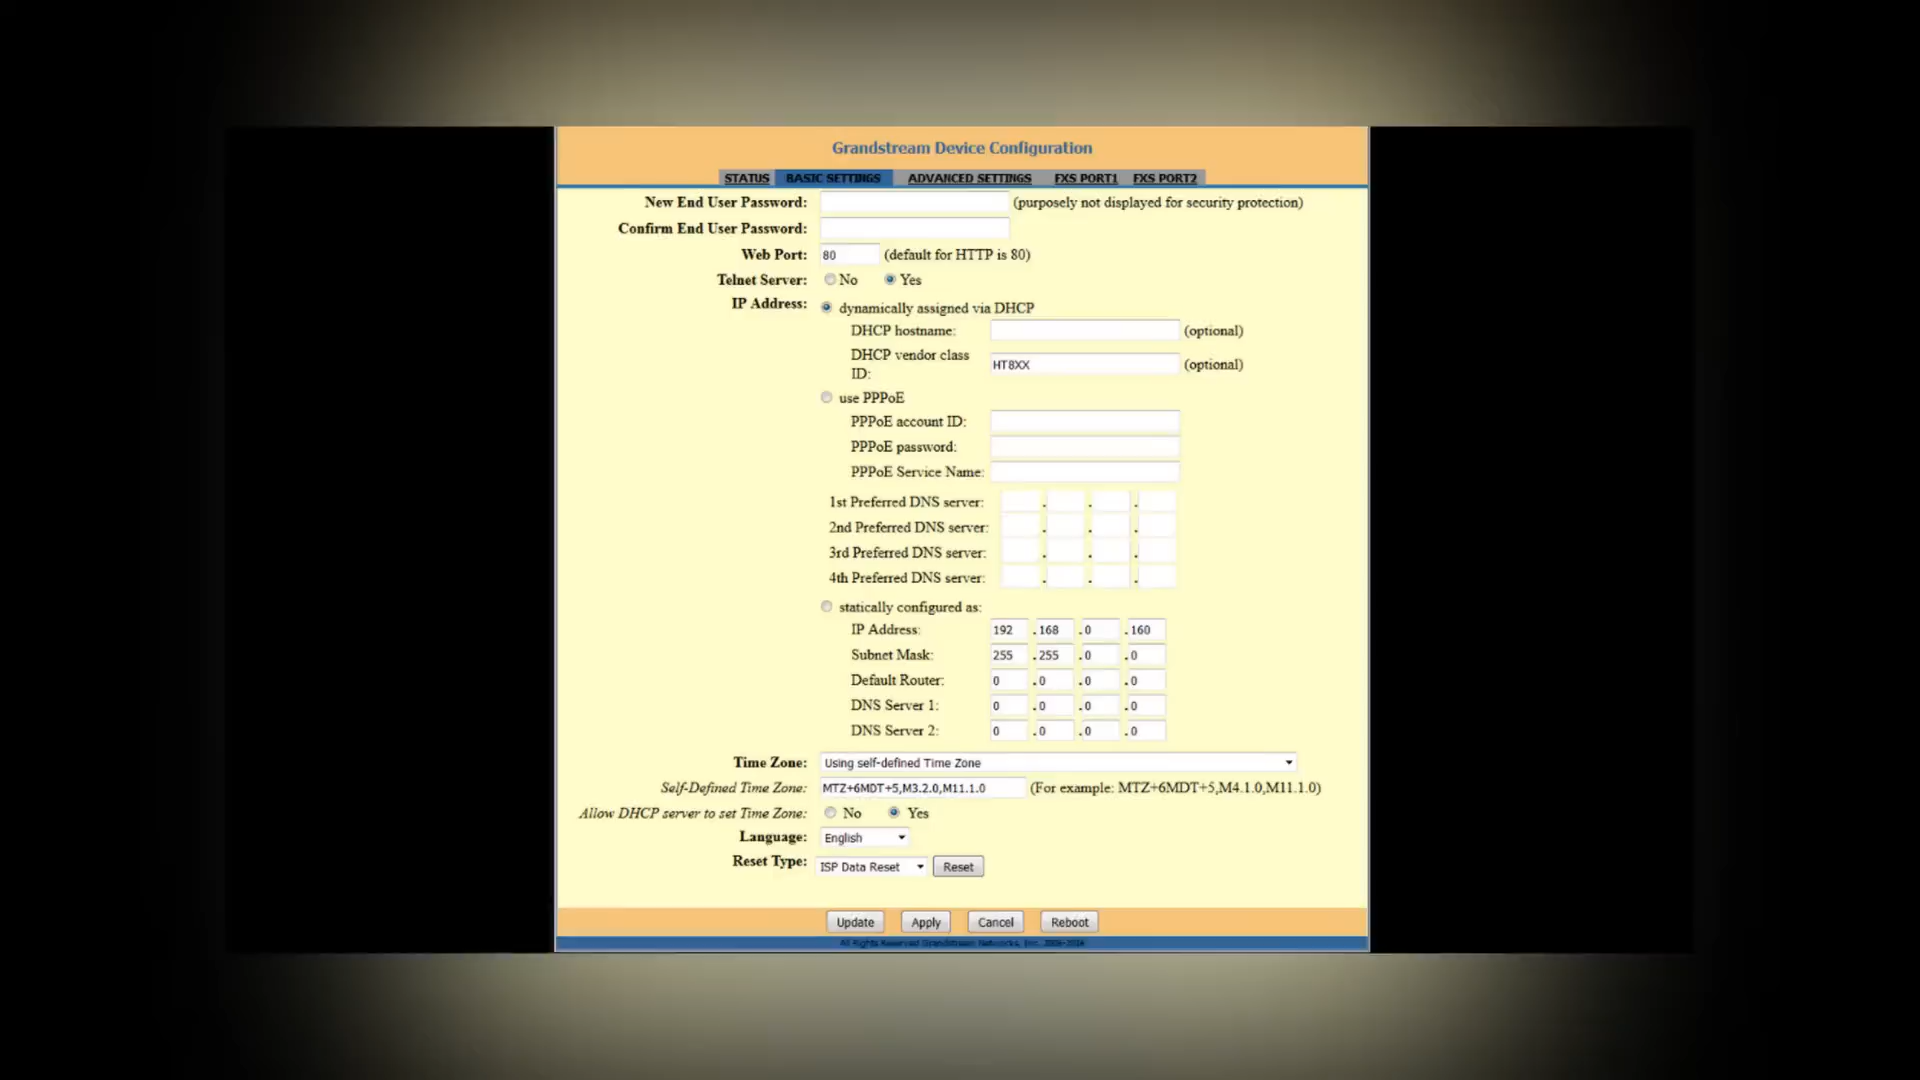 Grandstream Device Configuration
STATUS BASIC SETTINGS ADVANCED SETTINGS FXS PORT1 FXS PORT2
New End User Password: (purposely not displayed for security protection)
Confirm End User Password:
Web Port: 80 (default for HTTP is 80)
Telnet Server: No Yes
IP Address: dynamically assigned via DHCP
DHCP hostname: (optional)
DHCP vendor class
ID: HT8XX (optional)
use PPPoE
PPPoE account ID:
PPPoE password:
PPPoE Service Name:
1st Preferred DNS server: . . .
2nd Preferred DNS server: . . .
3rd Preferred DNS server: . . .
4th Preferred DNS server: . . .
statically configured as:
IP Address: 192 . 168 . 0 . 160
Subnet Mask: 255 . 255 . 0 . 0
Default Router: 0 . 0 . 0 . 0
DNS Server 1: 0 . 0 . 0 . 0
DNS Server 2: 0 . 0 . 0 . 0
Time Zone: Using self-defined Time Zone
Self-Defined Time Zone: MTZ+6MDT+5,M3.2.0,M11.1.0 (For example: MTZ+6MDT+5,M4.1.0,M11.1.0)
Allow DHCP server to set Time Zone: No Yes
Language: English
Reset Type: ISP Data Reset Reset
Update Apply Cancel Reboot
All Rights Reserved Grandstream Networks, Inc. 2006-2016